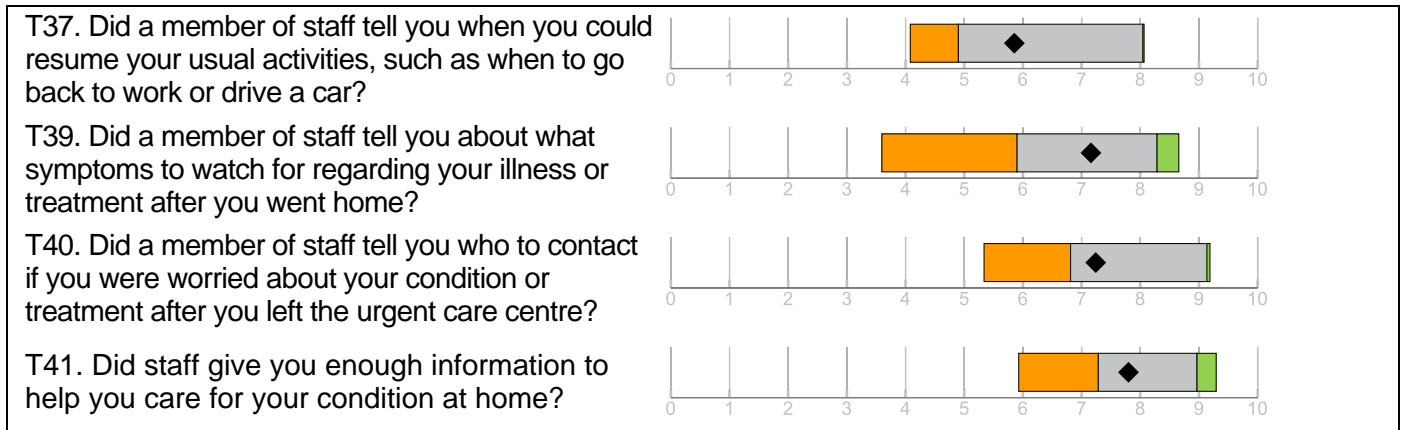 T37. Did a member of staff tell you when you could
resume your usual activities, such as when to go
back to work or drive a car?
0 1 2 3 4 5 6 7 8 9 10
T39. Did a member of staff tell you about what
symptoms to watch for regarding your illness or
treatment after you went home?
0 1 2 3 4 5 6 7 8 9 10
T40. Did a member of staff tell you who to contact
if you were worried about your condition or
treatment after you left the urgent care centre?
0 1 2 3 4 5 6 7 8 9 10
T41. Did staff give you enough information to
help you care for your condition at home?
0 1 2 3 4 5 6 7 8 9 10